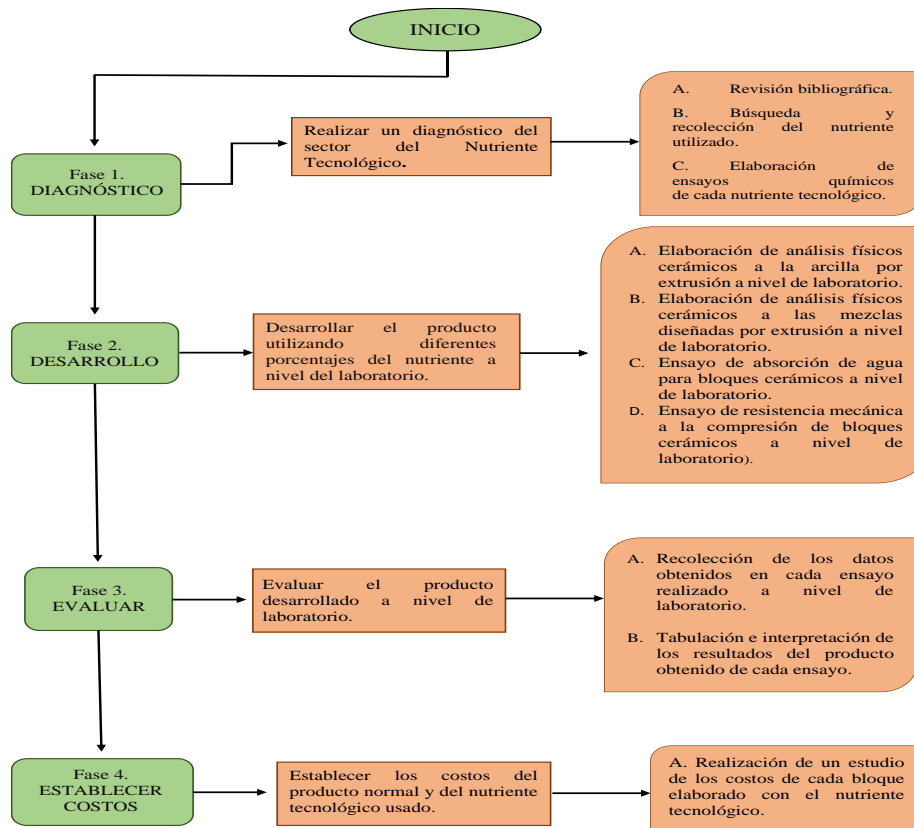 INICIO
Fase 1.
DIAGNÓSTICO
Realizar un diagnóstico del
sector del Nutriente
Tecnológico.
A. Revisión bibliográfica.
B. Búsqueda y
recolección del nutriente
utilizado.
C. Elaboración de
ensayos químicos
de cada nutriente tecnológico.
Fase 2.
DESARROLLO
Desarrollar el producto
utilizando diferentes
porcentajes del nutriente a
nivel del laboratorio.
A. Elaboración de análisis físicos
cerámicos a la arcilla por
extrusión a nivel de laboratorio.
B. Elaboración de análisis físicos
cerámicos a las mezclas
diseñadas por extrusión a nivel
de laboratorio.
C. Ensayo de absorción de agua
para bloques cerámicos a nivel
de laboratorio.
D. Ensayo de resistencia mecánica
a la compresión de bloques
cerámicos a nivel de
laboratorio).
Fase 3.
EVALUAR
Evaluar el producto
desarrollado a nivel de
laboratorio.
A. Recolección de los datos
obtenidos en cada ensayo
realizado a nivel de
laboratorio.
B. Tabulación e interpretación de
los resultados del producto
obtenido de cada ensayo.
Fase 4.
ESTABLECER
COSTOS
Establecer los costos del
producto normal y del nutriente
tecnológico usado.
A. Realización de un estudio
de los costos de cada bloque
elaborado con el nutriente
tecnológico.